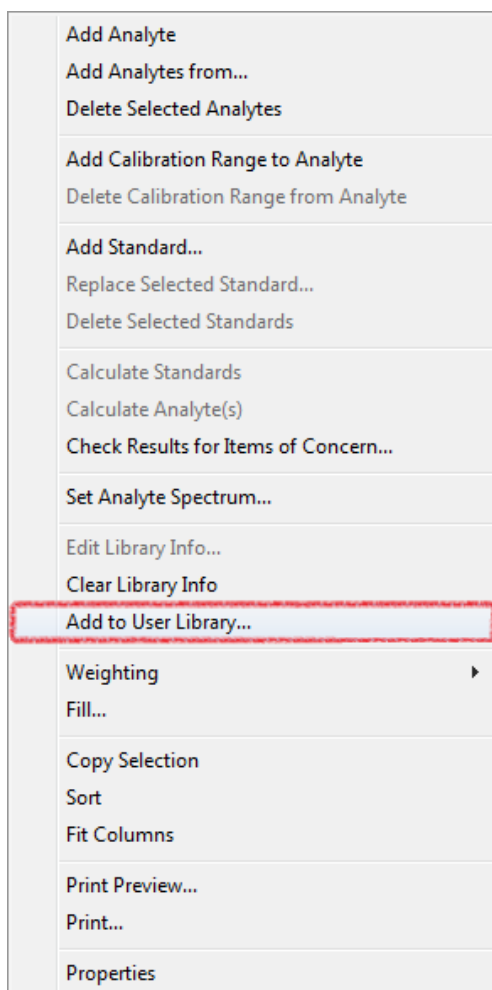 Add Analyte
Add Analytes from...
Delete Selected Analytes
Add Calibration Range to Analyte
Delete Calibration Range from Analyte
Add Standard...
Replace Selected Standard...
Delete Selected Standards
Calculate Standards
Calculate Analyte(s)
Check Results for Items of Concern...
Set Analyte Spectrum...
Edit Library Info...
Clear Library Info
Add to User Library...
Weighting
Fill...
Copy Selection
Sort
Fit Columns
Print Preview...
Print...
Properties